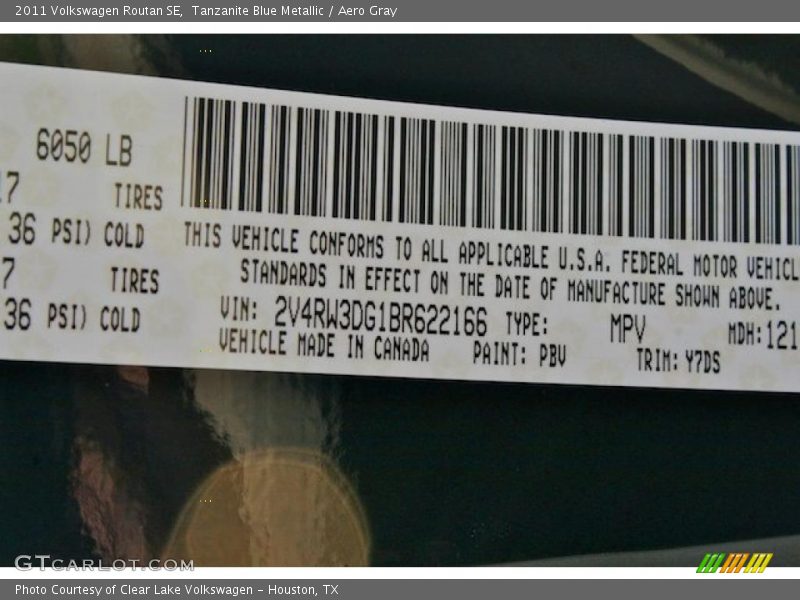 2011 Volkswagen Routan SE, Tanzanite Blue Metallic / Aero Gray
6050 LB
TIRES
36 PSI) COLD
7 TIRES
36 PSI) COLD
THIS VEHICLE CONFORMS TO ALL APPLICABLE U.S.A. FEDERAL MOTOR VEHICL
STANDARDS IN EFFECT ON THE DATE OF MANUFACTURE SHOWN ABOVE.
VIN: 2V4RW3DG1BR622166 TYPE: MPV MDH: 121
VEHICLE MADE IN CANADA PAINT: PBV TRIM: Y7DS
GTCARLOT.COM
Photo Courtesy of Clear Lake Volkswagen - Houston, TX